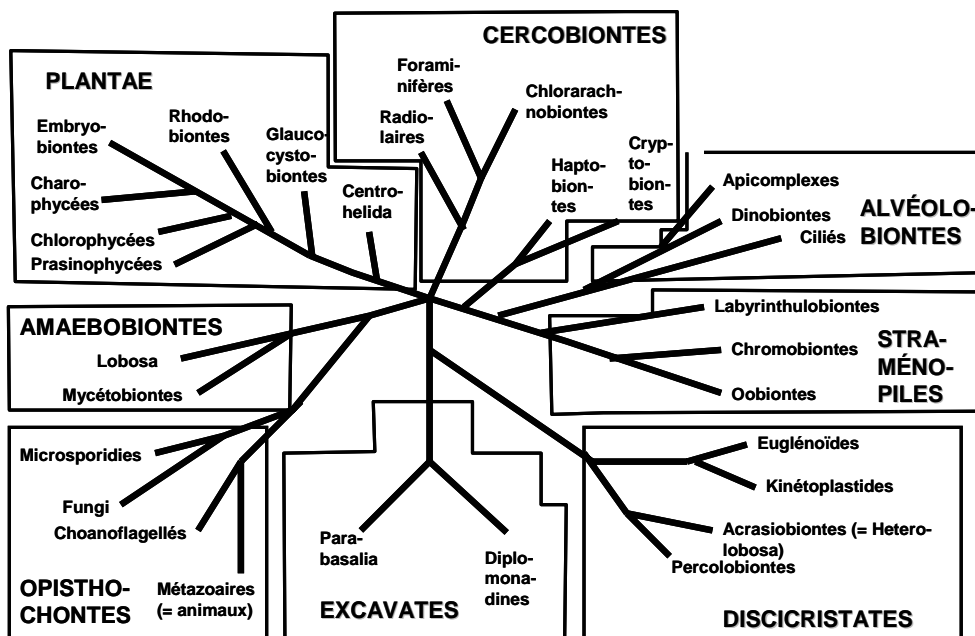 CERCOBIONTES
Forami-
nifères
Chlorarach-
nobiontes
Radio-
laires
Hapto-
bion-
tes
Cryp-
to-
bion-
tes
PLANTAE
Embryo-
biontes
Rhodo-
biontes
Glauco-
cysto-
biontes
Centro-
helida
Charo-
phycées
Chlorophycées
Prasinophycées
Apicomplexes
Dinobiontes
Ciliés
ALVÉOLO-
BIONTES
AMAEBOBIONTES
Lobosa
Mycétobiontes
Labyrinthulobiontes
Chromobiontes
Oobiontes
STRA-
MÉNO-
PILES
Microsporidies
Fungi
Choanoflagellés
OPISTHO-
CHONTES
Métazoaires
(= animaux)
Para-
basalia
Diplo-
mona-
dines
EXCAVATES
Euglénoïdes
Kinétoplastides
Acrasiobiontes (= Hetero-
lobosa)
Percolobiontes
DISCICRISTATES